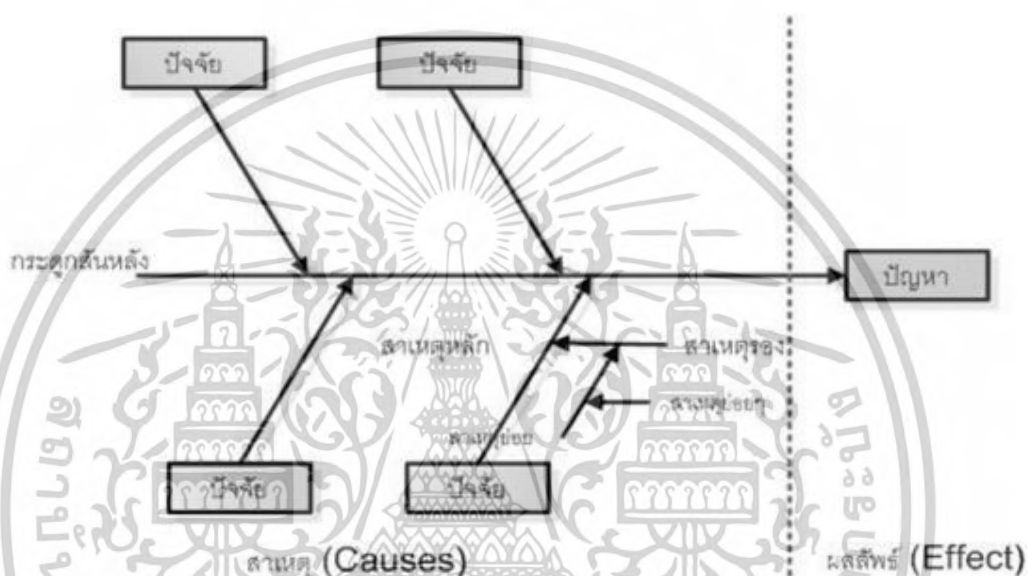 ปัจจัย
ปัจจัย
กระดูกสันหลัง
ปัญหา
สาเหตุหลัก
สาเหตุรอง
สาเหตุย่อยๆ
สาเหตุย่อย
ปัจจัย
ปัจจัย
สาเหตุ (Causes)
ผลลัพธ์ (Effect)